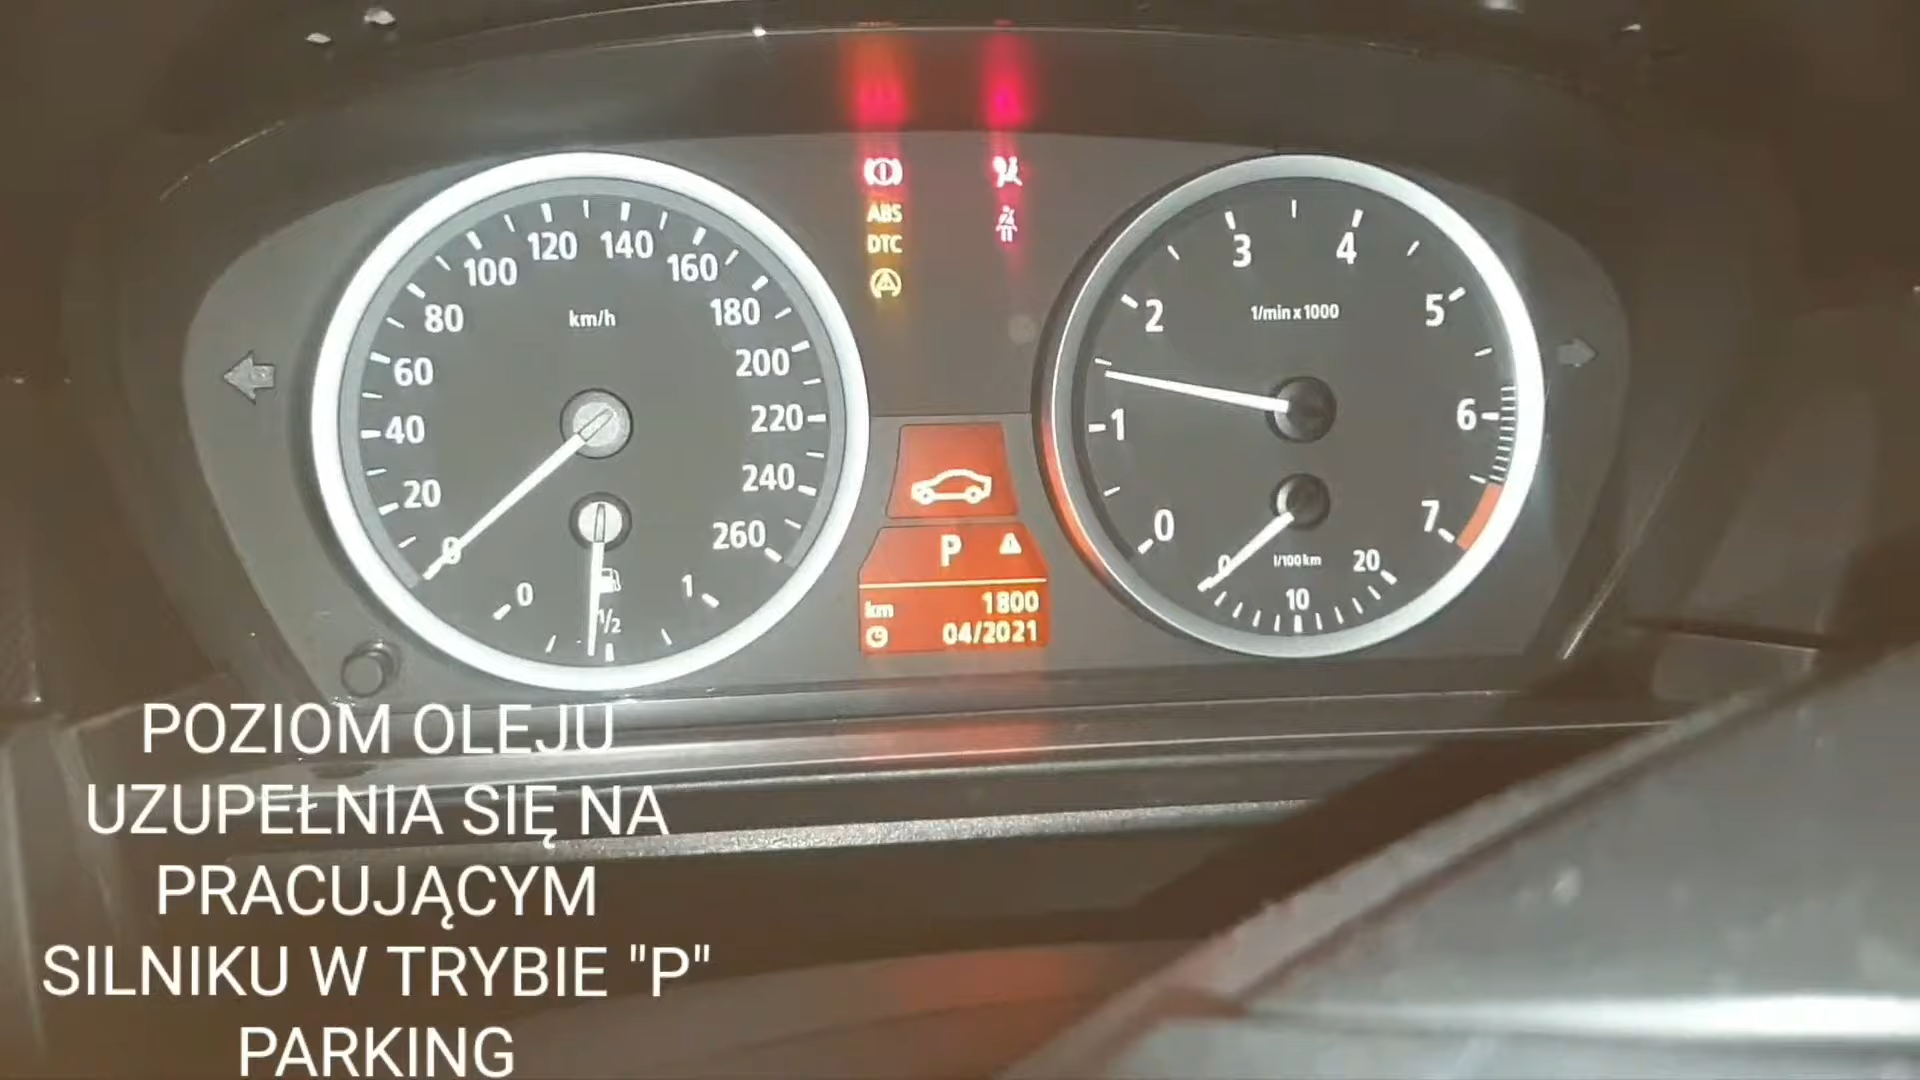 ABS
DTC
0
20
40
60
80
100
120
140
160
180
200
220
240
260
km/h
0
1/2
1
P
km 1800
04/2021
0
1
2
3
4
5
6
7
1/min x 1000
0
10
20
l/100 km
POZIOM OLEJU
UZUPEŁNIA SIĘ NA
PRACUJĄCYM
SILNIKU W TRYBIE "P"
PARKING